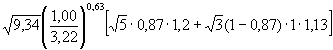 √9,34 (1,00/3,22)^0,63 [√5 · 0,87 · 1,2 + √3(1 − 0,87) · 1 · 1,13]